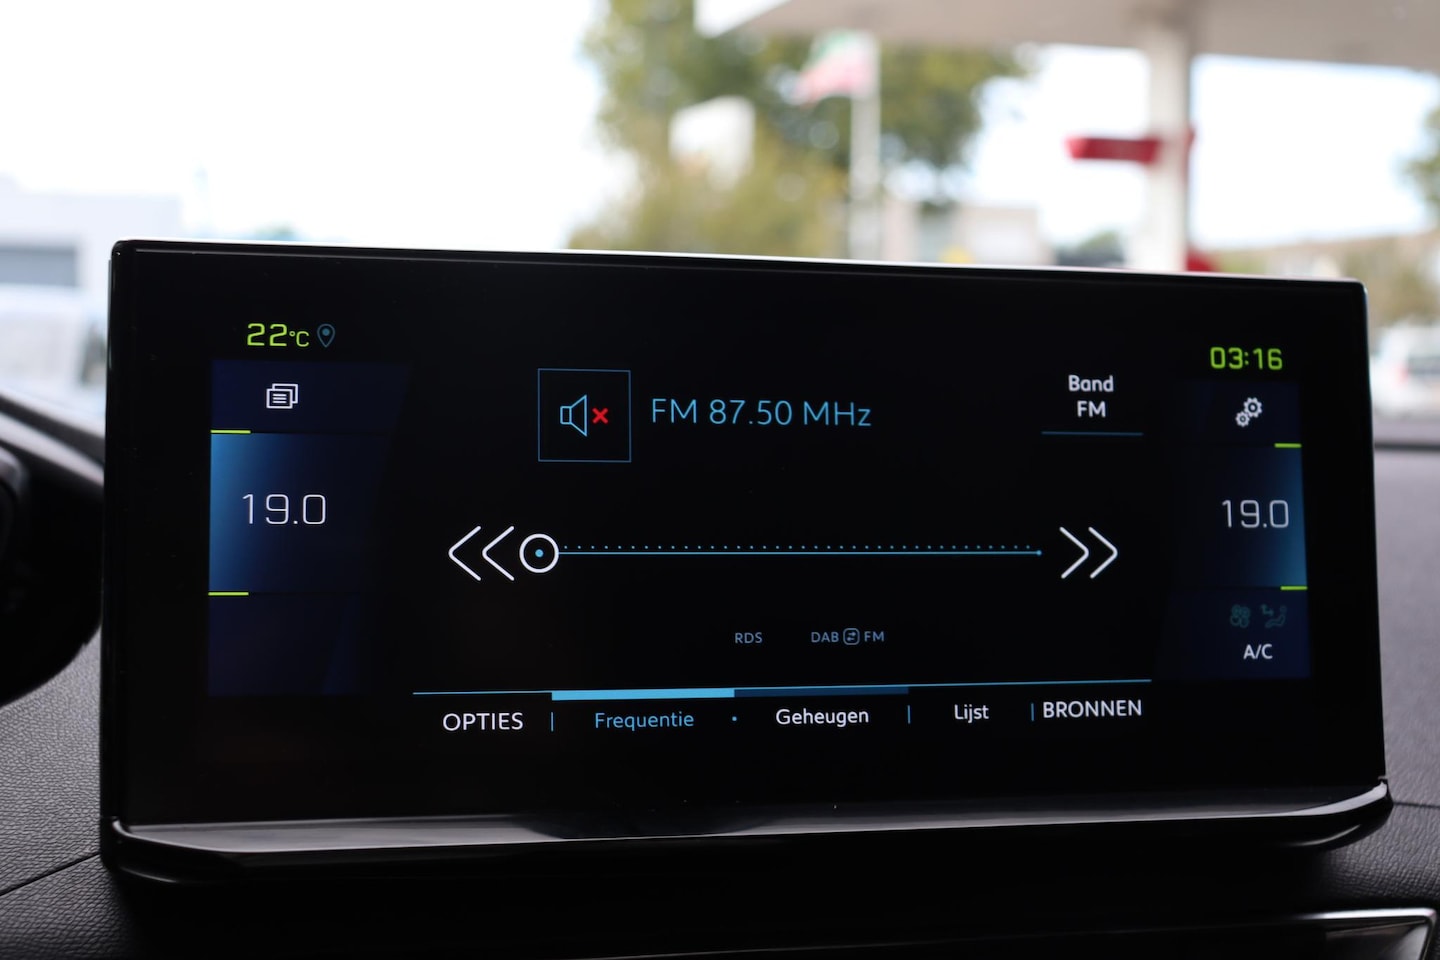 22°C
03:16
FM 87.50 MHz
Band
FM
19.0
19.0
RDS
DAB FM
A/C
OPTIES | Frequentie • Geheugen | Lijst | BRONNEN